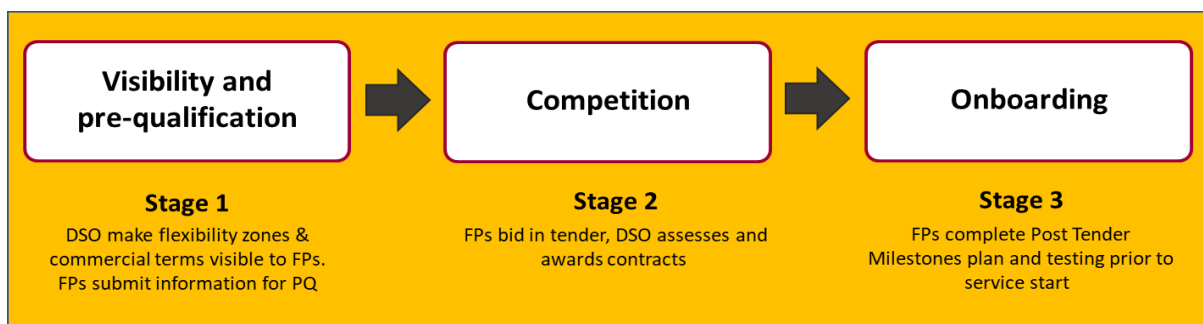 Visibility and
pre-qualification
Stage 1
DSO make flexibility zones &
commercial terms visible to FPs.
FPs submit information for PQ
Competition
Stage 2
FPs bid in tender, DSO assesses and
awards contracts
Onboarding
Stage 3
FPs complete Post Tender
Milestones plan and testing prior to
service start